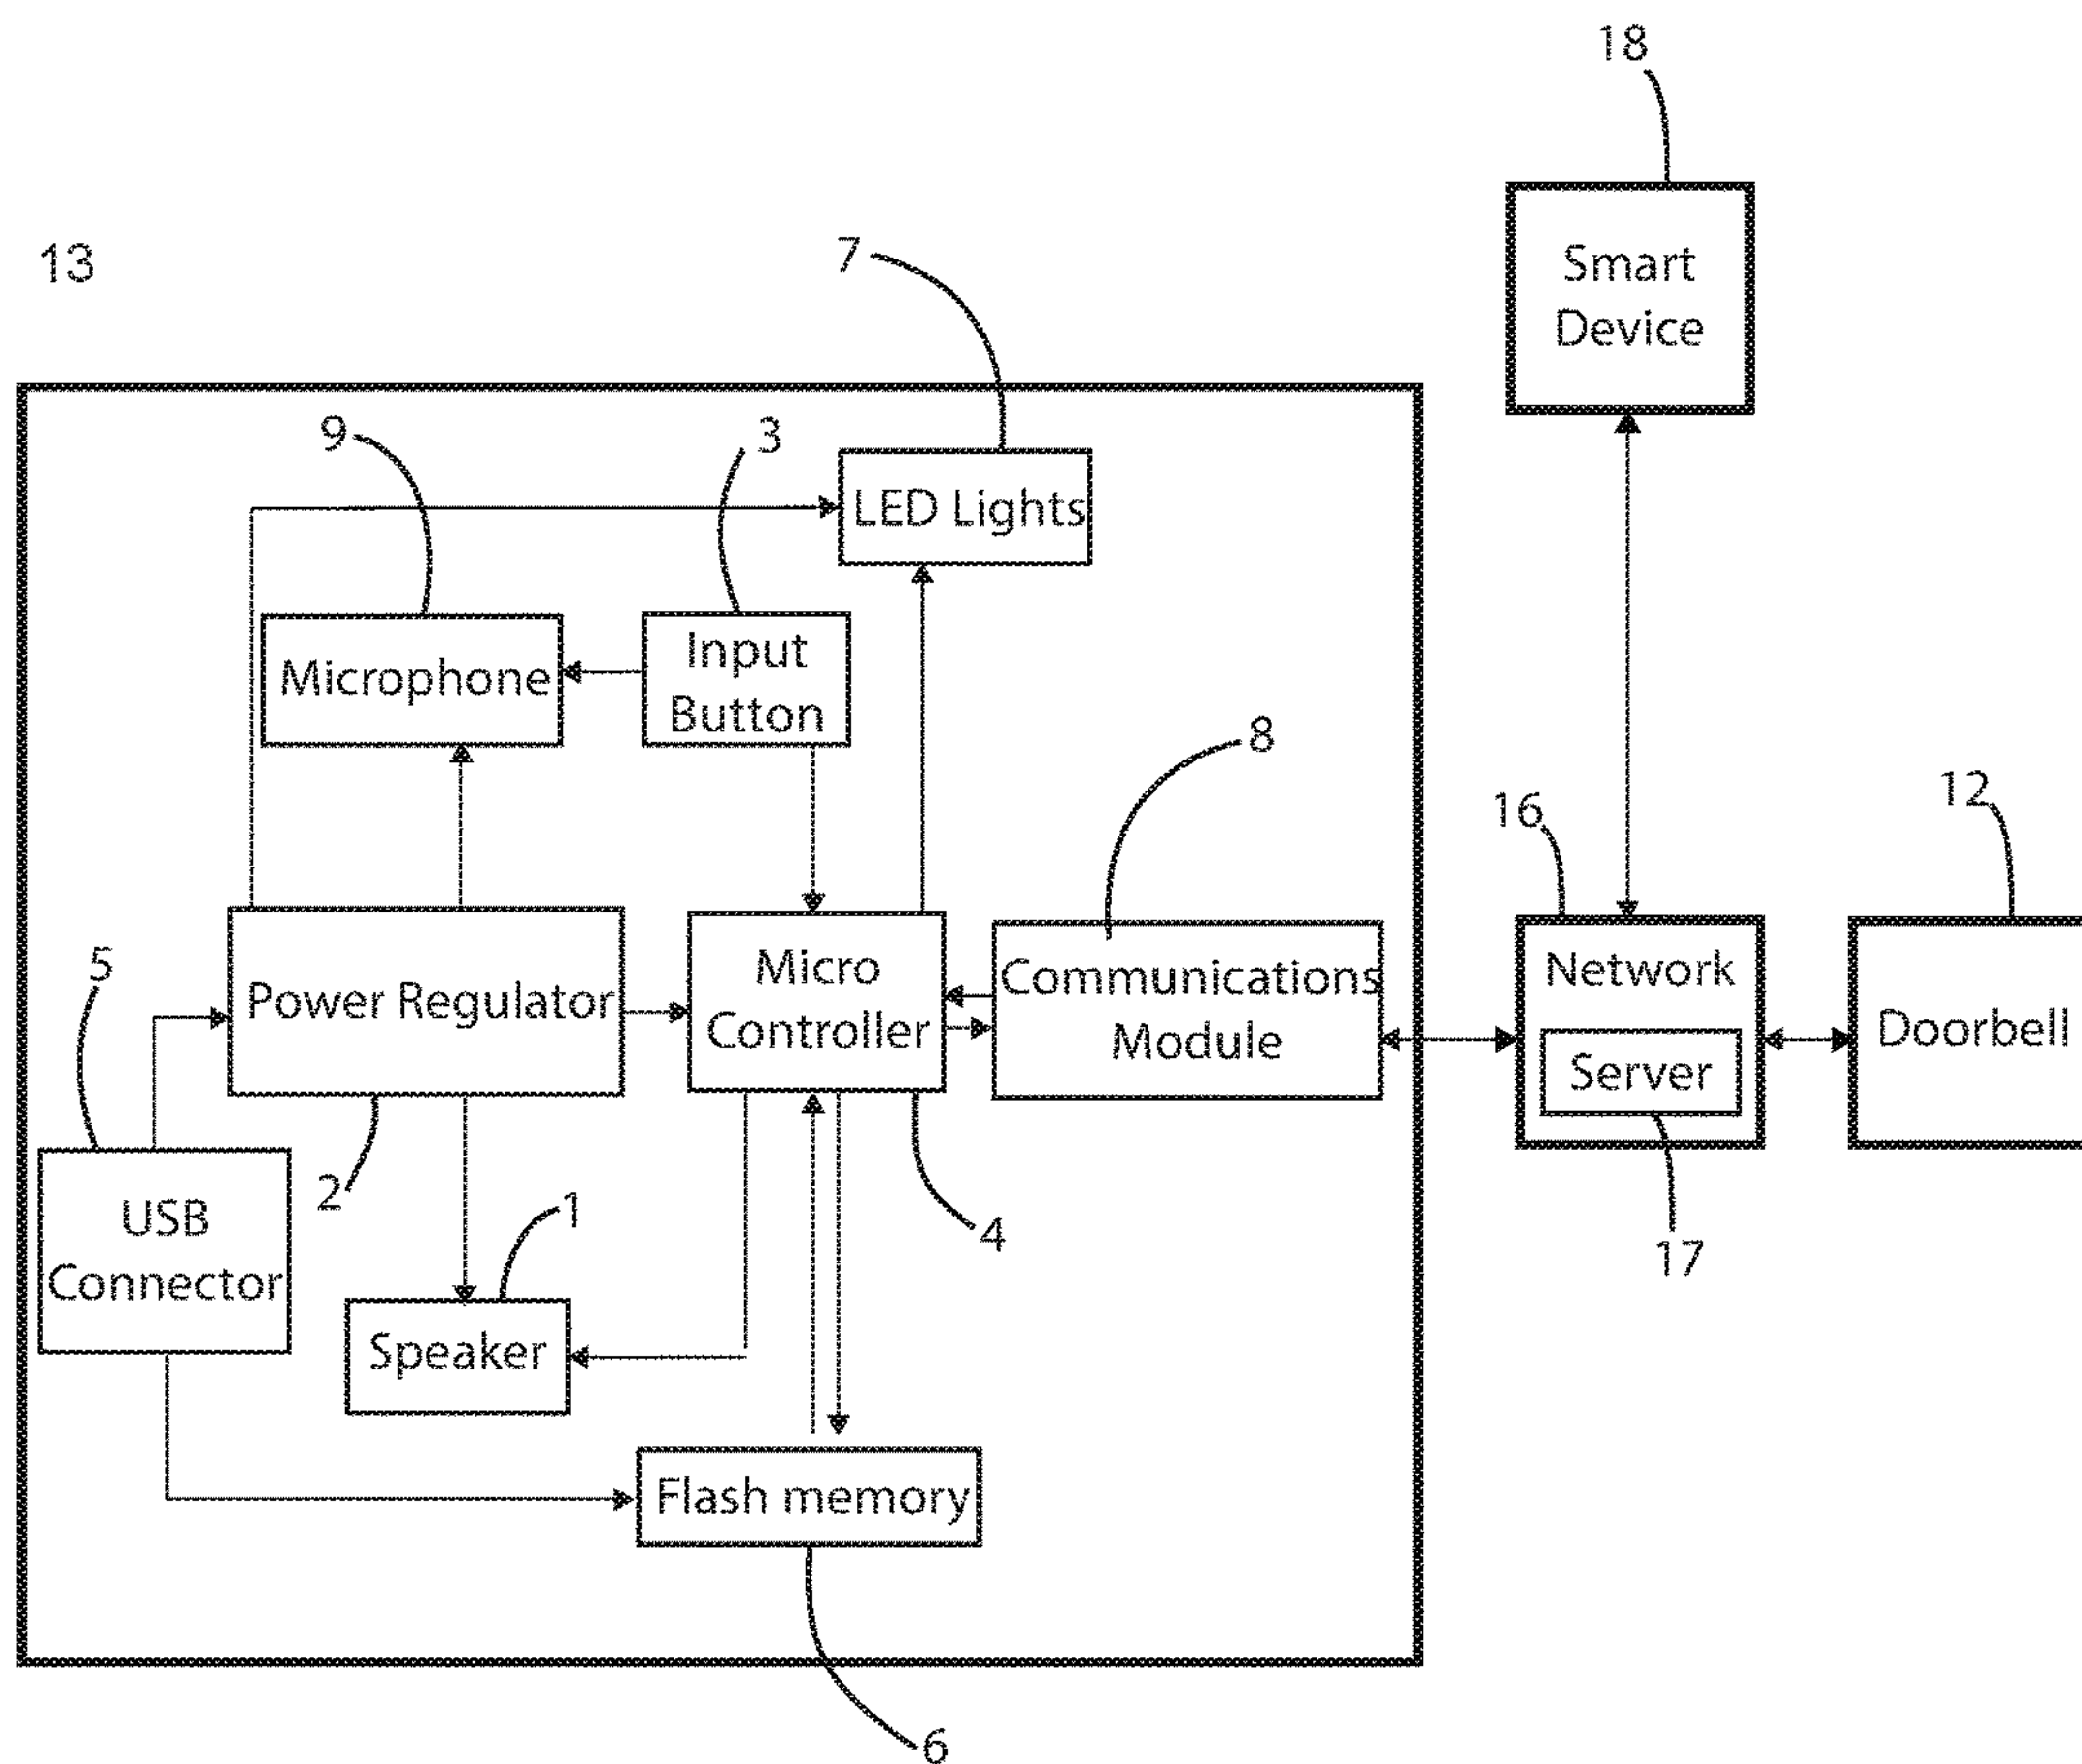 18
Smart
Device
13
7
9
3
LED Lights
Microphone
Input
Button
8
16
12
5
Power Regulator
Micro
Controller
Communications
Module
Network
Server
Doorbell
2
1
4
17
USB
Connector
Speaker
Flash memory
6